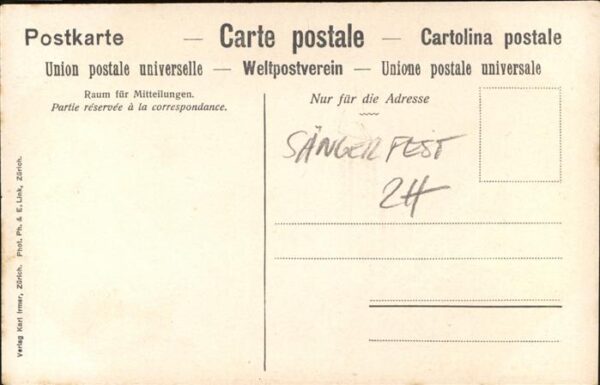 Postkarte — Carte postale — Cartolina postale
Union postale universelle — Weltpostverein — Unione postale universale
Raum für Mitteilungen.
Partie réservée à la correspondance.
Nur für die Adresse
SÄNGERFEST
ZH
Verlag Karl Irmer, Zürich. Phot. Ph. & E. Link, Zürich.